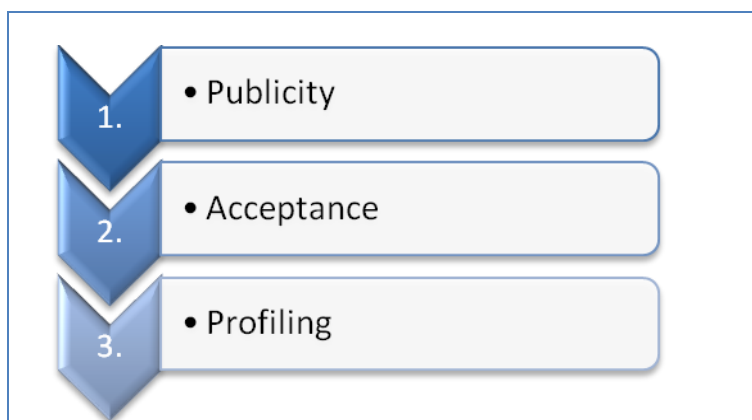 1. • Publicity
2. • Acceptance
3. • Profiling